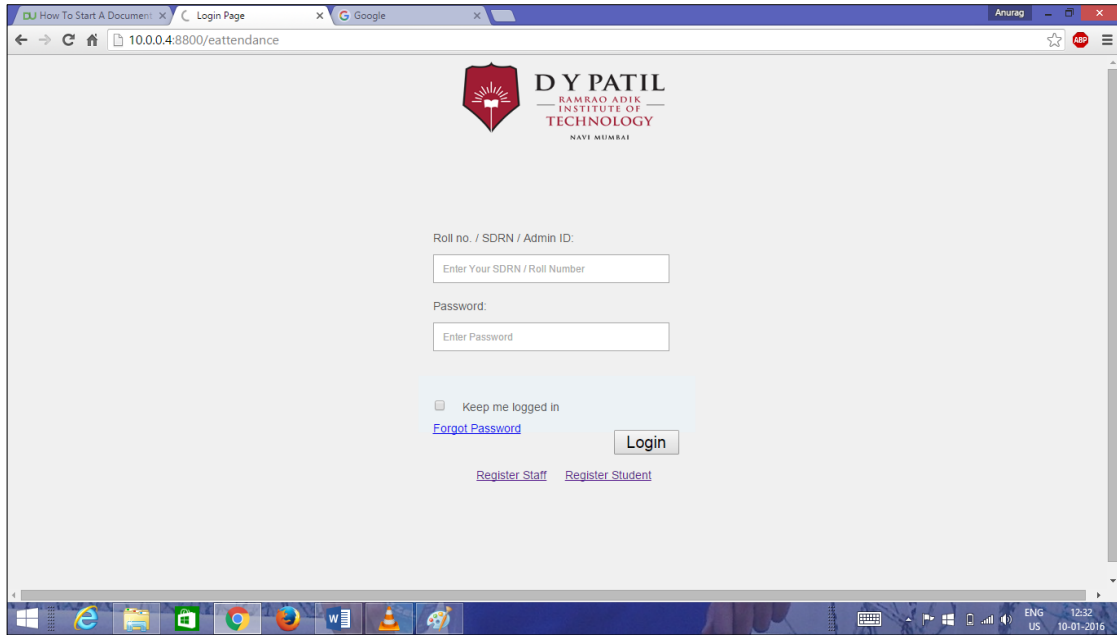 DU How To Start A Document
Login Page
Google
Anurag
10.0.0.4:8800/eattendance
ABP
D Y PATIL
RAMRAO ADIK
INSTITUTE OF
TECHNOLOGY
NAVI MUMBAI
Roll no. / SDRN / Admin ID:
Enter Your SDRN / Roll Number
Password:
Enter Password
Keep me logged in
Forgot Password
Login
Register Staff Register Student
ENG 12:32
US 10-01-2016